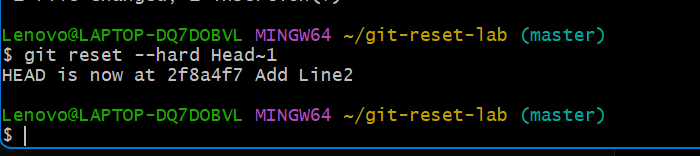 Lenovo@LAPTOP-DQ7DOBVL MINGW64 ~/git-reset-lab (master)
$ git reset --hard Head~1
HEAD is now at 2f8a4f7 Add Line2
Lenovo@LAPTOP-DQ7DOBVL MINGW64 ~/git-reset-lab (master)
$